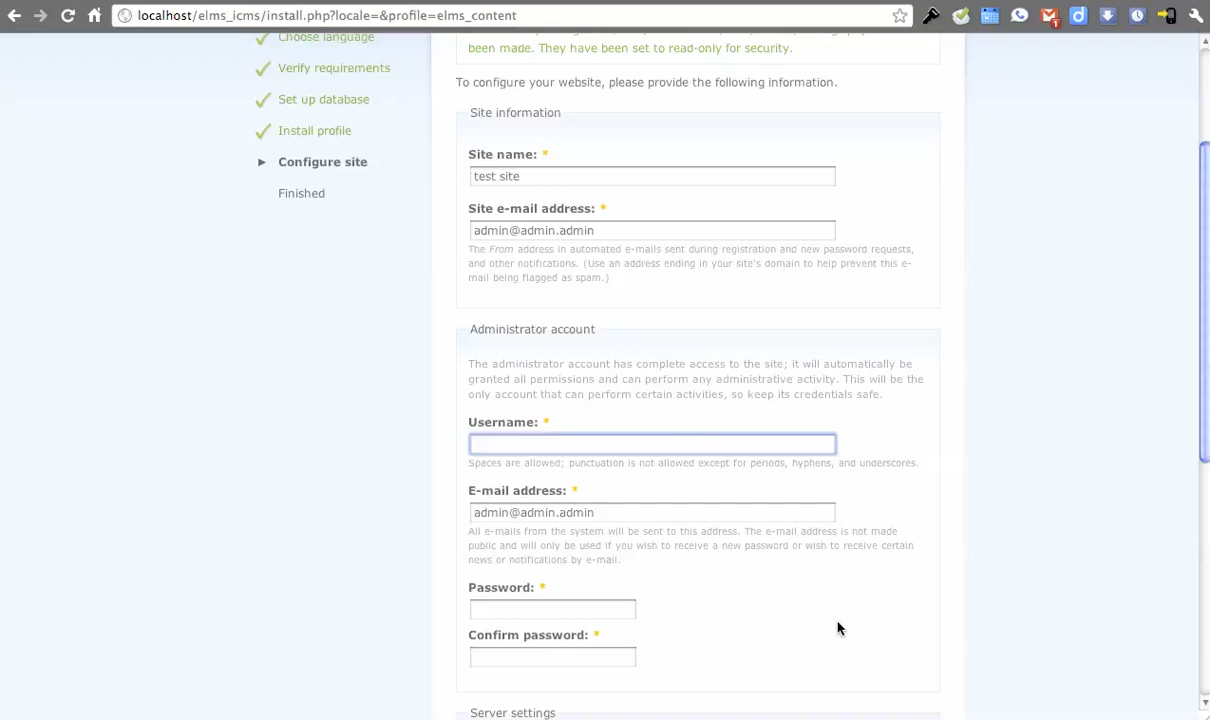 localhost/elms_icms/install.php?locale=&profile=elms_content
1
Choose language
Verify requirements
Set up database
Install profile
Configure site
Finished
been made. They have been set to read-only for security.
To configure your website, please provide the following information.
Site information
Site name: *
test site
Site e-mail address: *
admin@admin.admin
The From address in automated e-mails sent during registration and new password requests,
and other notifications. (Use an address ending in your site's domain to help prevent this e-
mail being flagged as spam.)
Administrator account
The administrator account has complete access to the site; it will automatically be
granted all permissions and can perform any administrative activity. This will be the
only account that can perform certain activities, so keep its credentials safe.
Username: *
Spaces are allowed; punctuation is not allowed except for periods, hyphens, and underscores.
E-mail address: *
admin@admin.admin
All e-mails from the system will be sent to this address. The e-mail address is not made
public and will only be used if you wish to receive a new password or wish to receive certain
news or notifications by e-mail.
Password: *
Confirm password: *
Server settings